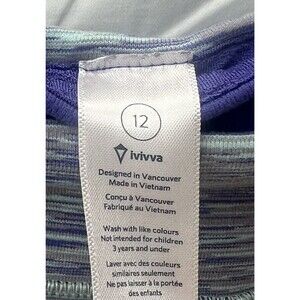 12
ivivva
Designed in Vancouver
Made in Vietnam
Conçu à Vancouver
Fabriqué au Vietnam
Wash with like colours
Not intended for children
3 years and under
Laver avec des couleurs
similaires seulement
Ne pas laisser à portée
des enfants